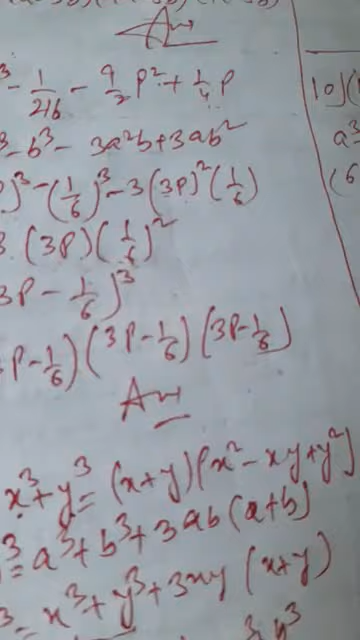 Ans
³ - 1/216 - 9/2 p² + 1/4 p
³ - b³ - 3a²b + 3ab²
)³ - (1/6)³ - 3(3p)²(1/6)
(3p)(1/6)²
3p - 1/6)³
p - 1/6) (3p - 1/6) (3p - 1/6)
Ans
x³ + y³ = (x+y)(x² - xy + y²)
³ = a³ + b³ + 3ab (a+b)
³ = x³ + y³ + 3xy (x+y)
10)
a³
(6